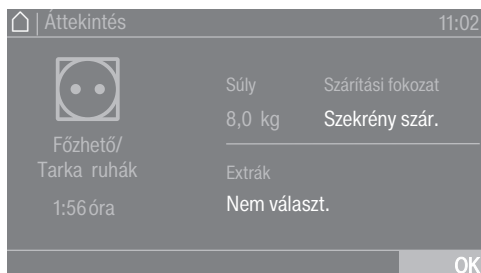 | Áttekintés 11:02
Súly Szárítási fokozat
8,0 kg Szekrény szár.
Főzhető/
Tarka ruhák
1:56 óra
Extrák
Nem választ.
OK